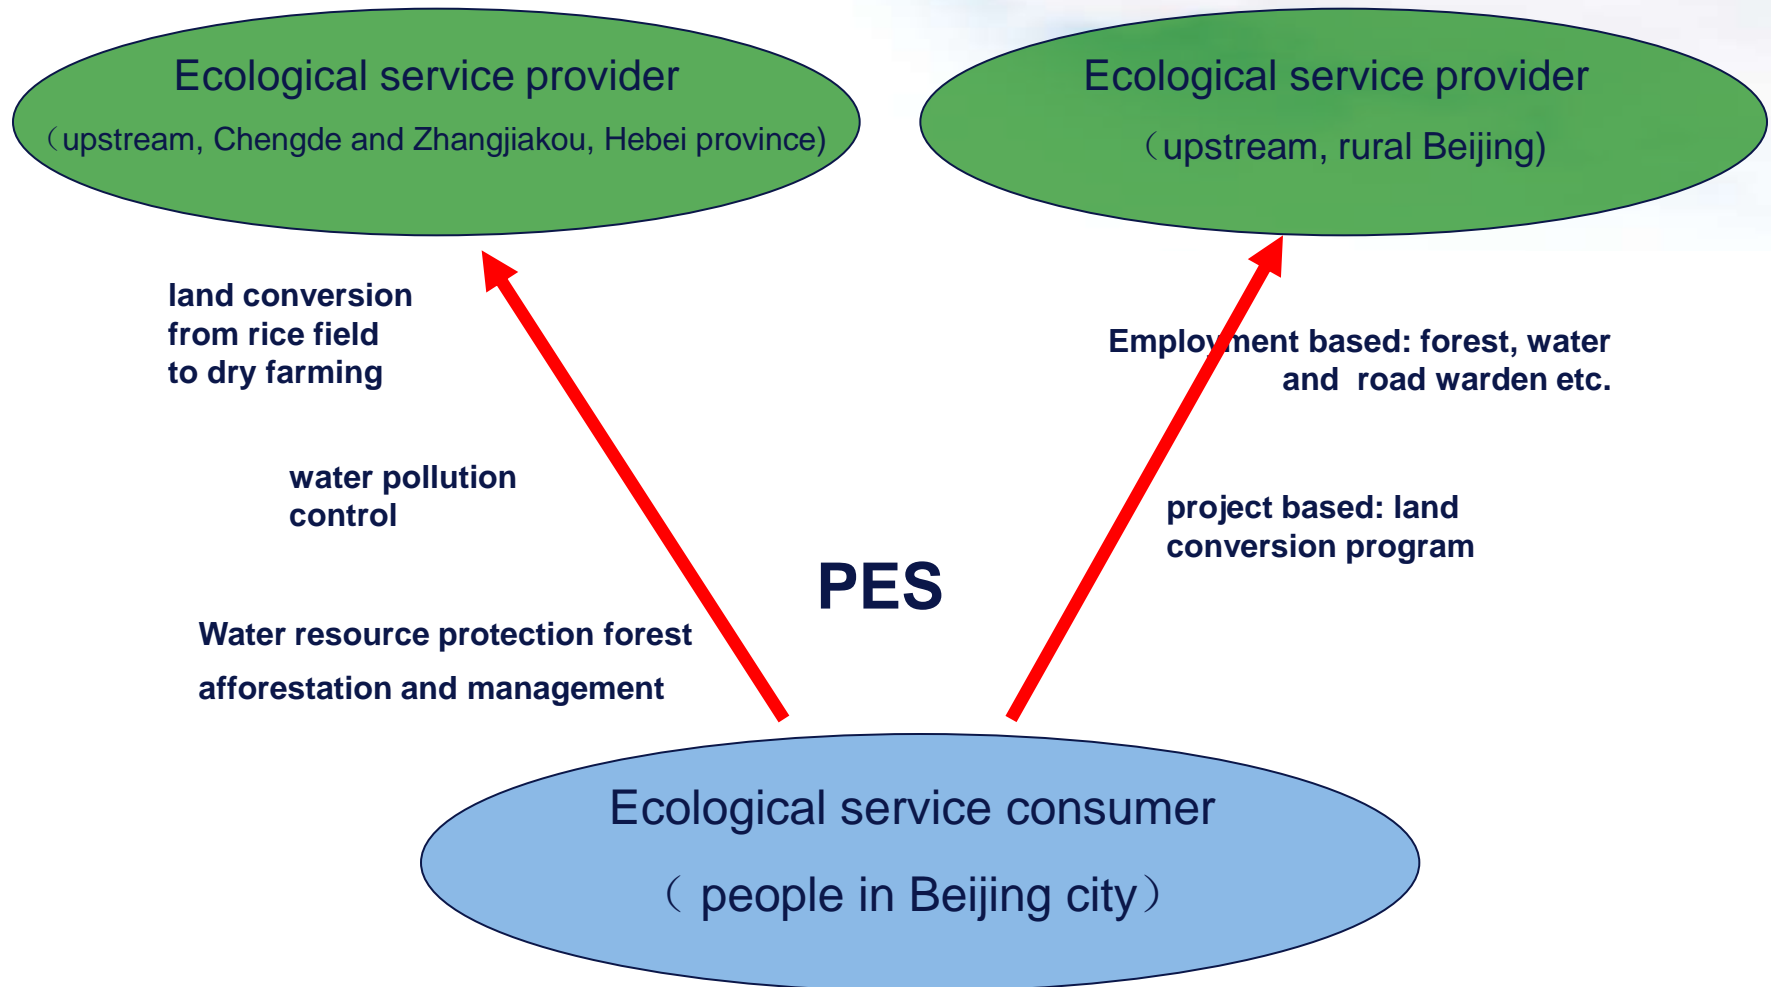 Ecological service provider
（upstream, Chengde and Zhangjiakou, Hebei province)
Ecological service provider
（upstream, rural Beijing)
land conversion
from rice field
to dry farming
Employment based: forest, water
and road warden etc.
water pollution
control
project based: land
conversion program
PES
Water resource protection forest
afforestation and management
Ecological service consumer
（ people in Beijing city）